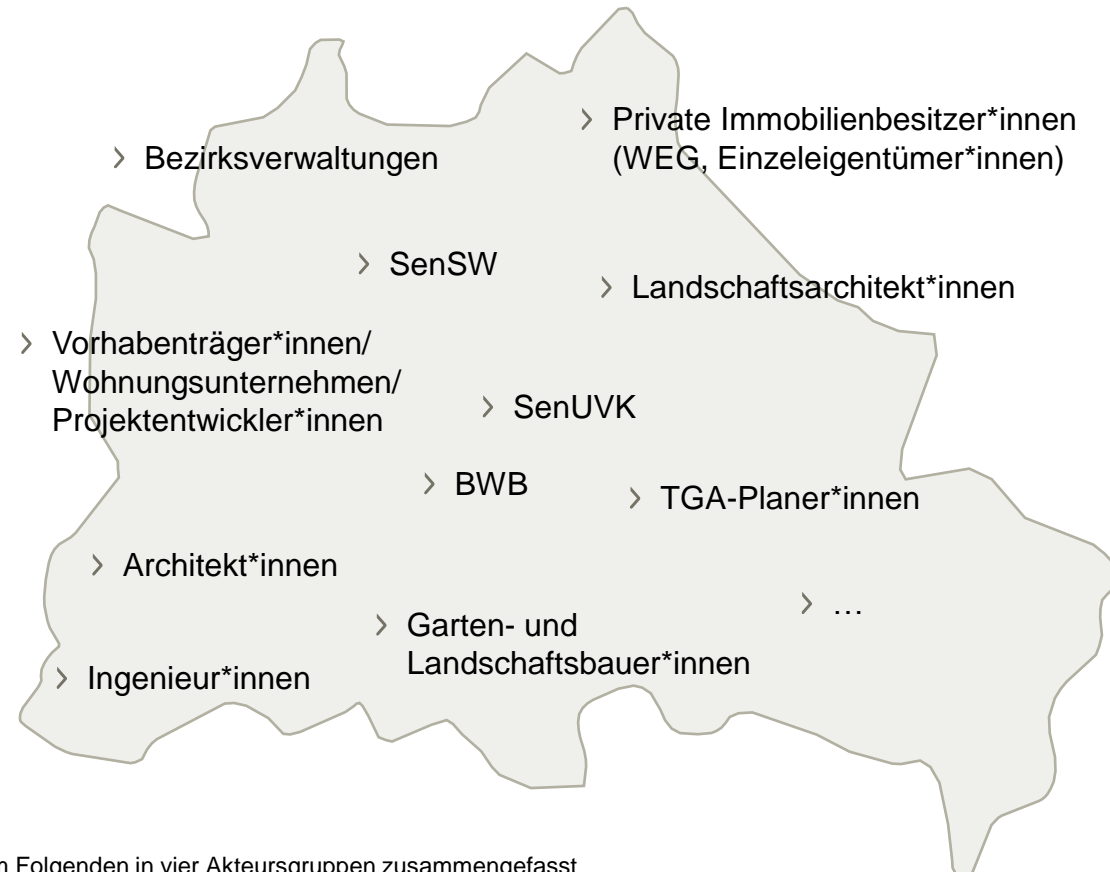 > Private Immobilienbesitzer*innen
(WEG, Einzeleigentümer*innen)
> Bezirksverwaltungen
> SenSW
> Landschaftsarchitekt*innen
> Vorhabenträger*innen/
Wohnungsunternehmen/
Projektentwickler*innen
> SenUVK
> BWB
> TGA-Planer*innen
> Architekt*innen
> …
> Garten- und
Landschaftsbauer*innen
> Ingenieur*innen
Folgenden in vier Akteursgruppen zusammengefasst